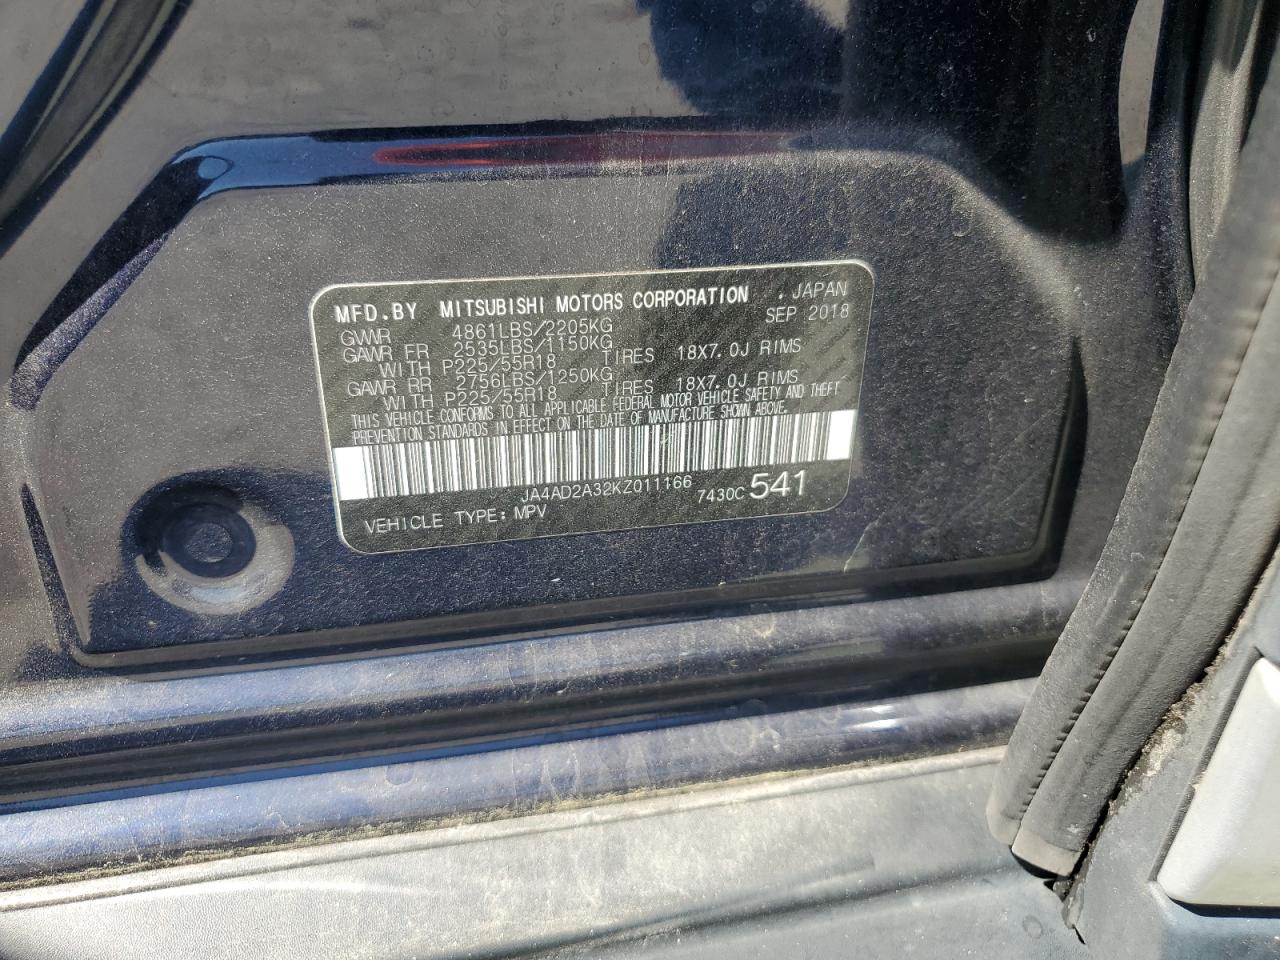 MFD.BY MITSUBISHI MOTORS CORPORATION . JAPAN
GWWR 4861LBS/2205KG SEP 2018
GAWR FR 2535LBS/1150KG
WITH P225/55R18 TIRES 18X7.0J RIMS
GAWR RR 2756LBS/1250KG
WITH P225/55R18 TIRES 18X7.0J RIMS
THIS VEHICLE CONFORMS TO ALL APPLICABLE FEDERAL MOTOR VEHICLE SAFETY AND THEFT
PREVENTION STANDARDS IN EFFECT ON THE DATE OF MANUFACTURE SHOWN ABOVE.
JA4AD2A32KZ011166 7430C 541
VEHICLE TYPE: MPV